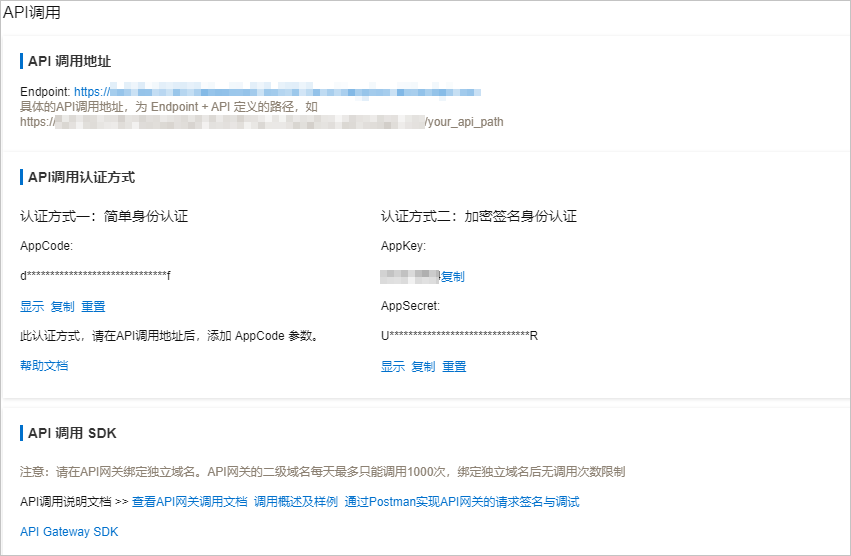 API调用
API 调用地址
Endpoint: https://
具体的API调用地址，为 Endpoint + API 定义的路径，如
https:// /your_api_path
API调用认证方式
认证方式一：简单身份认证
AppCode:
d******************************f
显示 复制 重置
此认证方式，请在API调用地址后，添加 AppCode 参数。
帮助文档
认证方式二：加密签名身份认证
AppKey:
复制
AppSecret:
U******************************R
显示 复制 重置
API 调用 SDK
注意：请在API网关绑定独立域名。API网关的二级域名每天最多只能调用1000次，绑定独立域名后无调用次数限制
API调用说明文档 >> 查看API网关调用文档 调用概述及样例 通过Postman实现API网关的请求签名与调试
API Gateway SDK